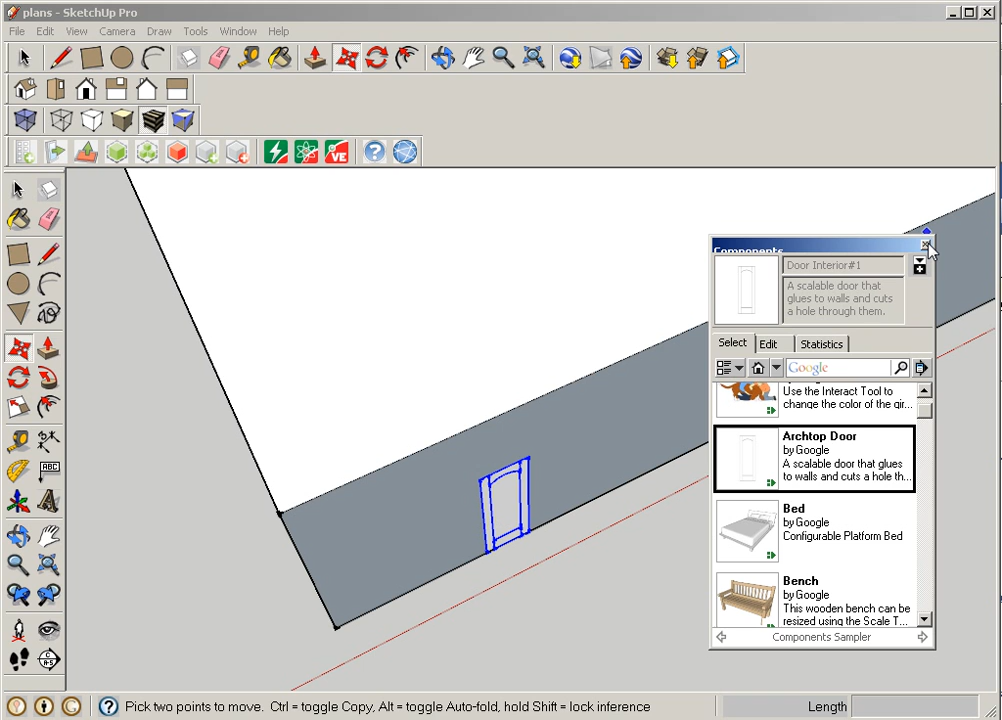 plans - SketchUp Pro
File Edit View Camera Draw Tools Window Help
VE
ABC
Components
Door Interior#1
A scalable door that
glues to walls and cuts
a hole through them.
Select Edit Statistics
Google
Use the Interact Tool to
change the color of the gir...
Archtop Door
by Google
A scalable door that glues
to walls and cuts a hole th...
Bed
by Google
Configurable Platform Bed
Bench
by Google
This wooden bench can be
resized using the Scale T...
Components Sampler
Pick two points to move. Ctrl = toggle Copy, Alt = toggle Auto-fold, hold Shift = lock inference
Length